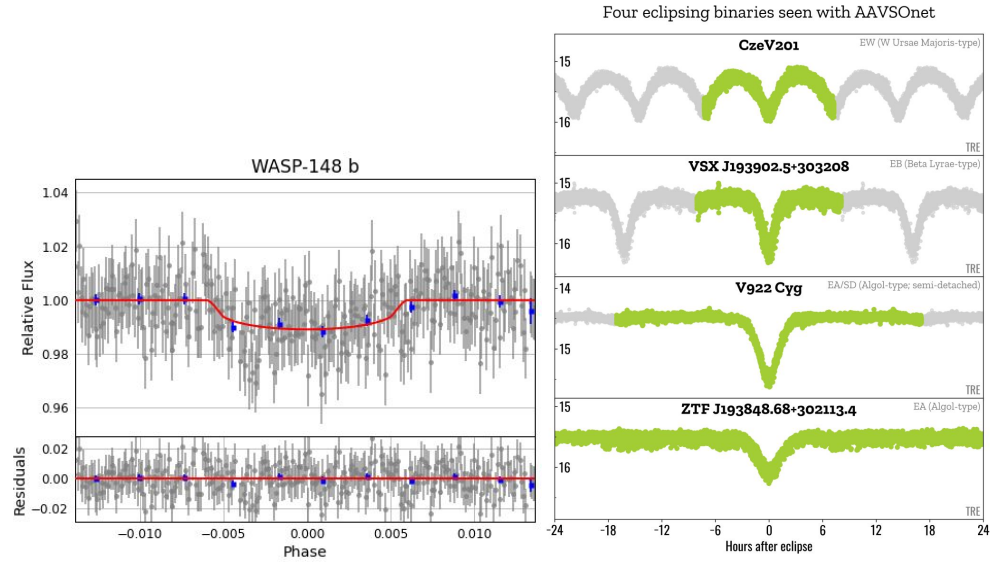 Four eclipsing binaries seen with AAVSOnet
WASP-148 b
1.04
1.02
1.00
0.98
0.96
Relative Flux
0.02
0.00
−0.02
Residuals
−0.010
−0.005
0.000
0.005
0.010
Phase
CzeV201
EW (W Ursae Majoris-type)
15
16
TRE
VSX J193902.5+303208
EB (Beta Lyrae-type)
15
16
TRE
V922 Cyg
EA/SD (Algol-type; semi-detached)
14
15
TRE
ZTF J193848.68+302113.4
EA (Algol-type)
15
16
TRE
-24
-18
-12
-6
0
6
12
18
24
Hours after eclipse